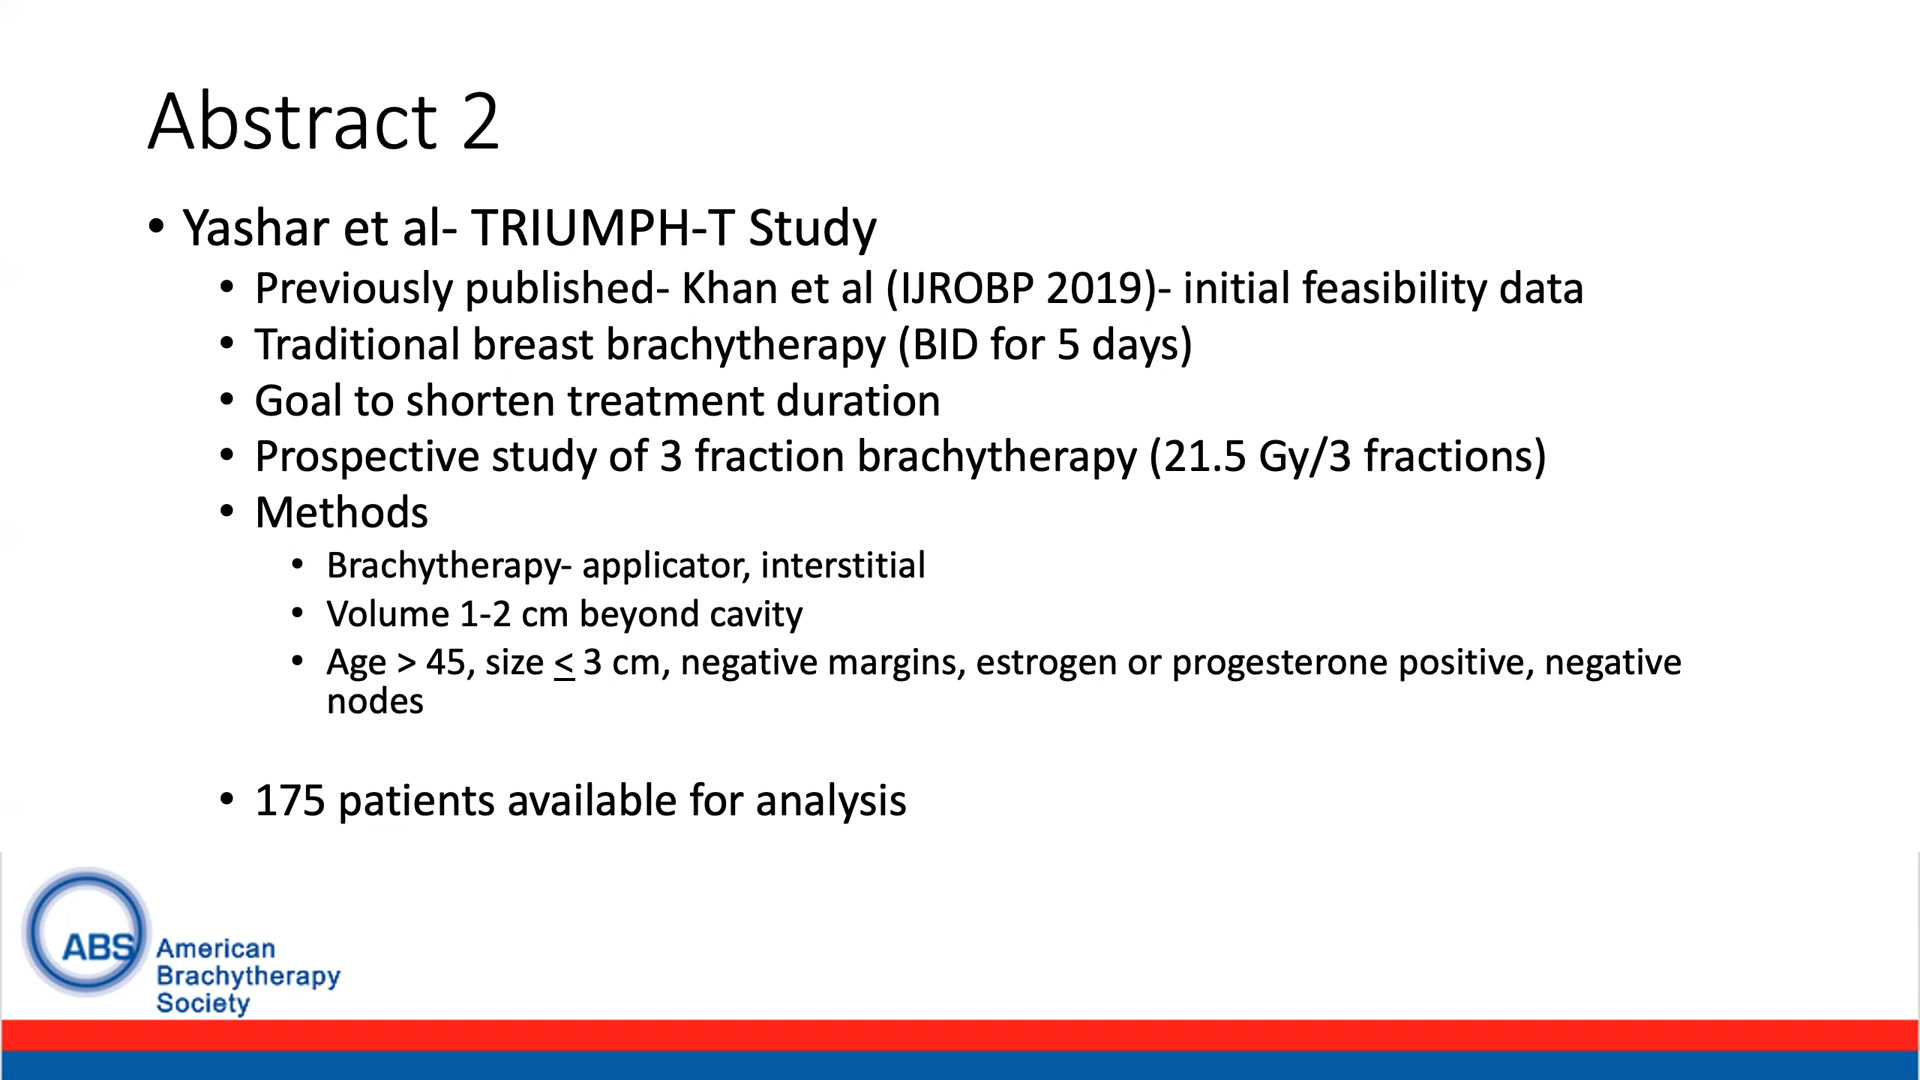 Abstract 2
• Yashar et al- TRIUMPH-T Study
• Previously published- Khan et al (IJROBP 2019)- initial feasibility data
• Traditional breast brachytherapy (BID for 5 days)
• Goal to shorten treatment duration
• Prospective study of 3 fraction brachytherapy (21.5 Gy/3 fractions)
• Methods
• Brachytherapy- applicator, interstitial
• Volume 1-2 cm beyond cavity
• Age > 45, size < 3 cm, negative margins, estrogen or progesterone positive, negative
nodes
• 175 patients available for analysis
ABS
American
Brachytherapy
Society